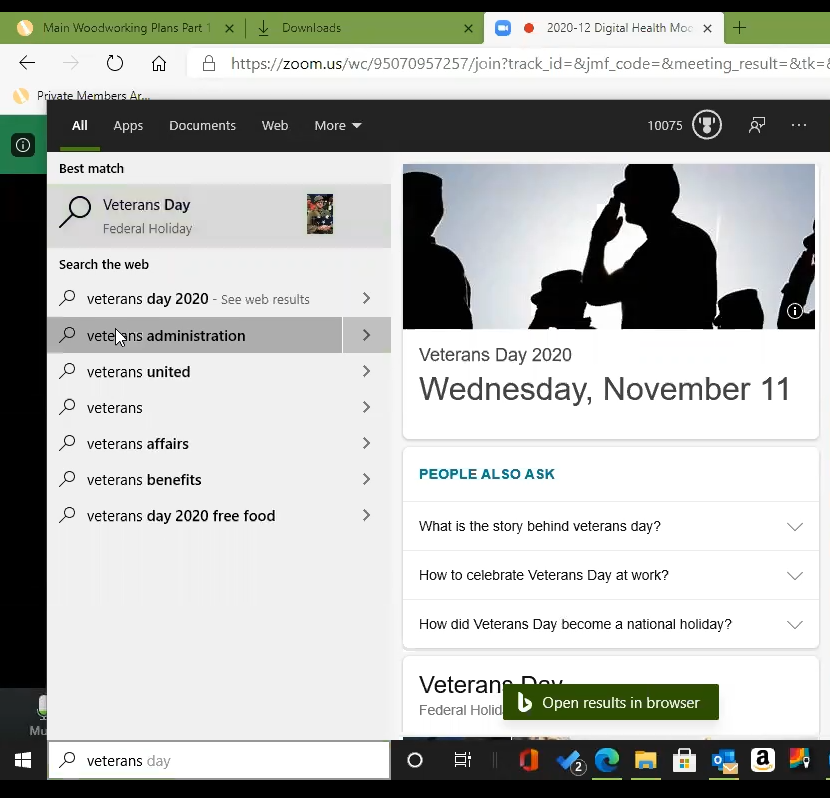 Main Woodworking Plans Part 1
Downloads
2020-12 Digital Health Moc
https://zoom.us/wc/95070957257/join?track_id=&jmf_code=&meeting_result=&tk=&
Private Members Ar...
All Apps Documents Web More 10075
Best match
Veterans Day
Federal Holiday
Search the web
veterans day 2020 - See web results
veterans administration
veterans united
veterans
veterans affairs
veterans benefits
veterans day 2020 free food
Veterans Day 2020
Wednesday, November 11
PEOPLE ALSO ASK
What is the story behind veterans day?
How to celebrate Veterans Day at work?
How did Veterans Day become a national holiday?
Veterans Day
Federal Holid
Open results in browser
Mu
veterans day
2
a